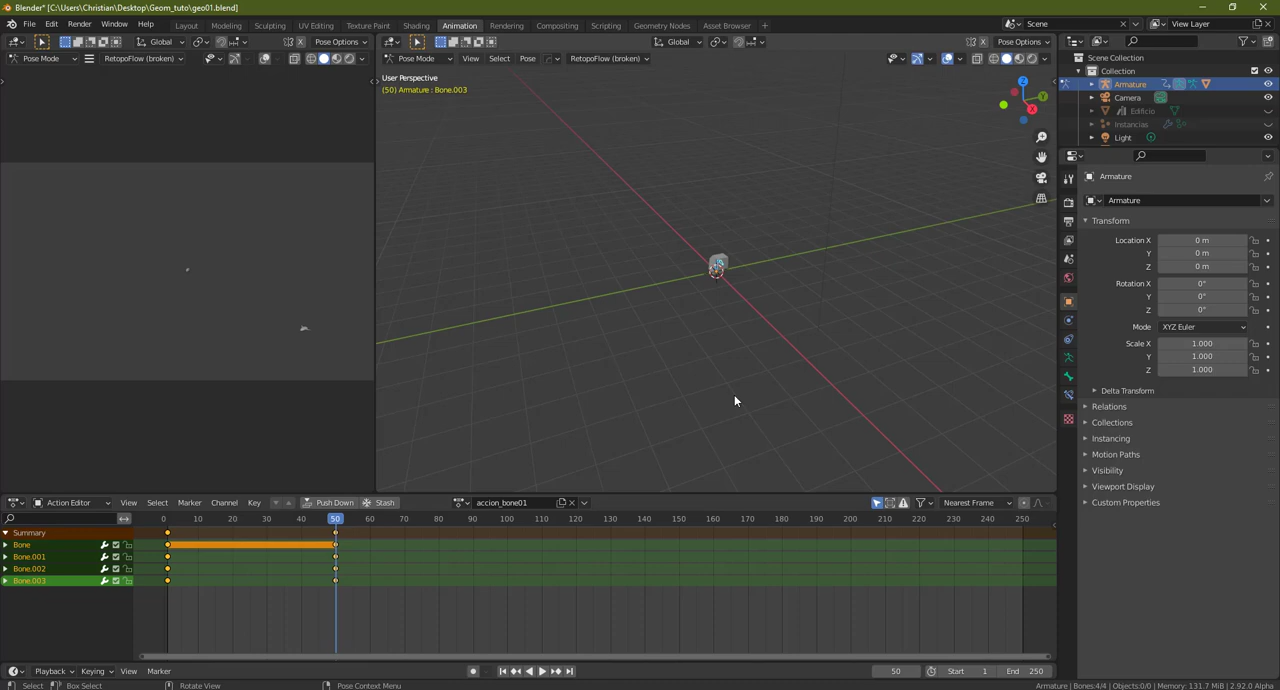 Blender* [C:\Users\Christian\Desktop\Geom_tuto\geo01.blend]
File Edit Render Window Help Layout Modeling Sculpting UV Editing Texture Paint Shading Animation Rendering Compositing Scripting Geometry Nodes Asset Browser + Scene View Layer
Global Pose Options Global Pose Options
Pose Mode RetopoFlow (broken) Pose Mode View Select Pose RetopoFlow (broken)
User Perspective
(50) Armature : Bone.003
Z
Y
X
Scene Collection
Collection
Armature
Camera
Edificio
Instancias
Light
Armature
Armature
Transform
Location X 0 m
Y 0 m
Z 0 m
Rotation X 0°
Y 0°
Z 0°
Mode XYZ Euler
Scale X 1.000
Y 1.000
Z 1.000
Delta Transform
Relations
Collections
Instancing
Motion Paths
Visibility
Viewport Display
Custom Properties
Action Editor View Select Marker Channel Key Push Down Stash accion_bone01 Nearest Frame
0 10 20 30 40 50 60 70 80 90 100 110 120 130 140 150 160 170 180 190 200 210 220 230 240 250
Summary
Bone
Bone.001
Bone.002
Bone.003
Playback Keying View Marker 50 Start 1 End 250
Select Box Select Rotate View Pose Context Menu Armature | Bones:4/4 | Objects:0/0 | Memory: 131.7 MiB | 2.92.0 Alpha